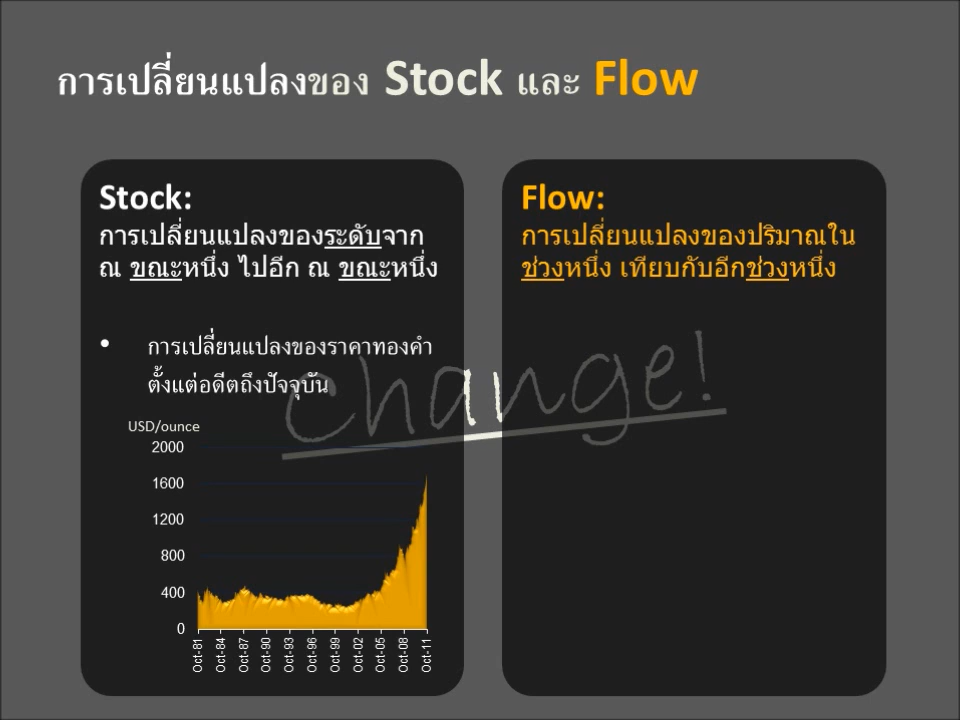 การเปลี่ยนแปลงของ Stock และ Flow
Stock:
การเปลี่ยนแปลงของระดับจาก
ณ ขณะหนึ่ง ไปอีก ณ ขณะหนึ่ง
• การเปลี่ยนแปลงของราคาทองคำ
ตั้งแต่อดีตถึงปัจจุบัน
USD/ounce
2000
1600
1200
800
400
0
Oct-81
Oct-84
Oct-87
Oct-90
Oct-93
Oct-96
Oct-99
Oct-02
Oct-05
Oct-08
Oct-11
Flow:
การเปลี่ยนแปลงของปริมาณใน
ช่วงหนึ่ง เทียบกับอีกช่วงหนึ่ง
Change!